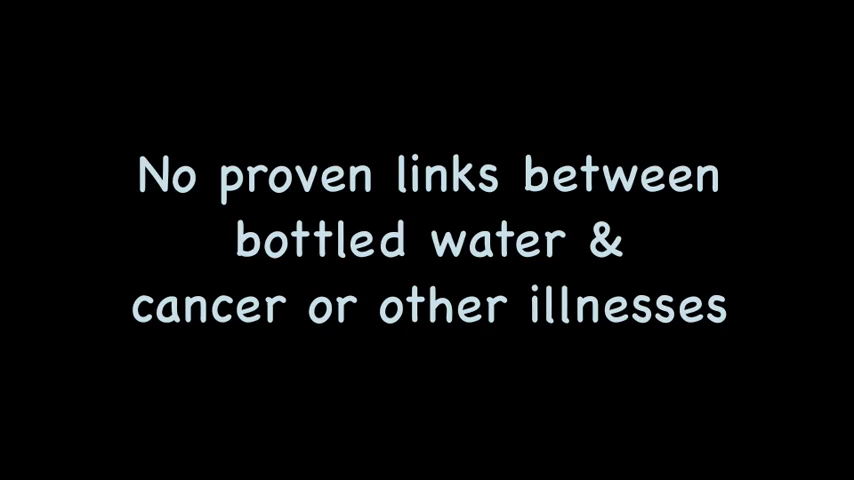 No proven links between
bottled water &
cancer or other illnesses